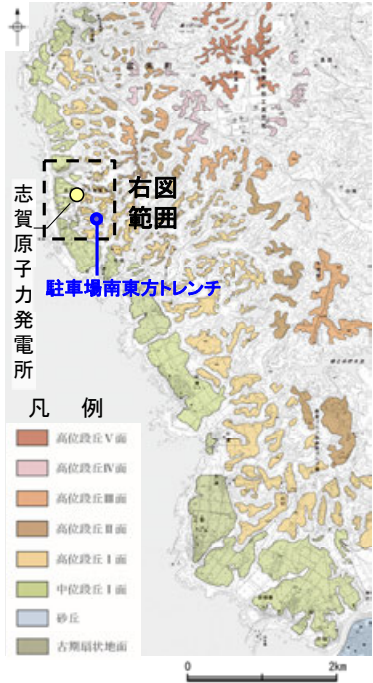 右図
範囲
志賀原子力発電所
駐車場南東方トレンチ
凡 例
高位段丘Ⅴ面
高位段丘Ⅳ面
高位段丘Ⅲ面
高位段丘Ⅱ面
高位段丘Ⅰ面
中位段丘Ⅰ面
砂丘
古期扇状地面
0 2km